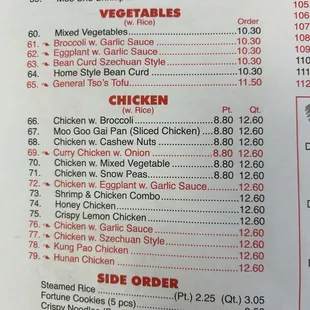 VEGETABLES
(w. Rice) Order
60. Mixed Vegetables 10.30
61. Broccoli w. Garlic Sauce 10.30
62. Eggplant w. Garlic Sauce 10.30
63. Bean Curd Szechuan Style 10.30
64. Home Style Bean Curd 10.30
65. General Tso's Tofu 11.50
CHICKEN
(w. Rice) Pt. Qt.
66. Chicken w. Broccoli 8.80 12.60
67. Moo Goo Gai Pan (Sliced Chicken) 8.80 12.60
68. Chicken w. Cashew Nuts 8.80 12.60
69. Curry Chicken w. Onion 8.80 12.60
70. Chicken w. Mixed Vegetable 8.80 12.60
71. Chicken w. Snow Peas 8.80 12.60
72. Chicken w. Eggplant w. Garlic Sauce 12.60
73. Shrimp & Chicken Combo 12.60
74. Honey Chicken 12.60
75. Crispy Lemon Chicken 12.60
76. Chicken w. Garlic Sauce 12.60
77. Chicken w. Szechuan Style 12.60
78. Kung Pao Chicken 12.60
79. Hunan Chicken 12.60
SIDE ORDER
Steamed Rice (Pt.) 2.25 (Qt.) 3.05
Fortune Cookies (5 pcs)
105
107
108
109
110
111
112